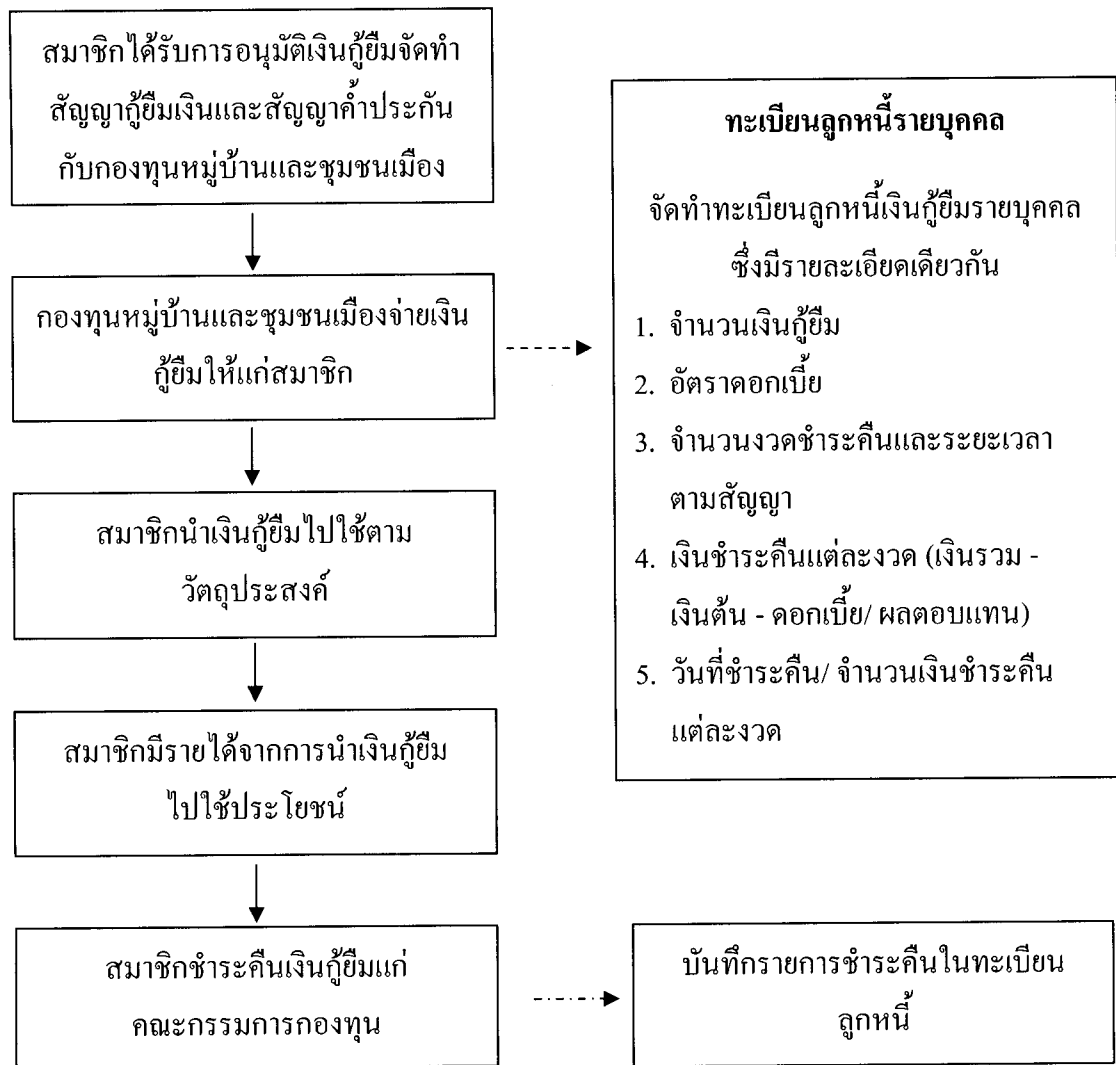 สมาชิกได้รับการอนุมัติเงินกู้ยืมจัดทำ
สัญญากู้ยืมเงินและสัญญาค้ำประกัน
กับกองทุนหมู่บ้านและชุมชนเมือง
กองทุนหมู่บ้านและชุมชนเมืองจ่ายเงิน
กู้ยืมให้แก่สมาชิก
สมาชิกนำเงินกู้ยืมไปใช้ตาม
วัตถุประสงค์
สมาชิกมีรายได้จากการนำเงินกู้ยืม
ไปใช้ประโยชน์
สมาชิกชำระคืนเงินกู้ยืมแก่
คณะกรรมการกองทุน
ทะเบียนลูกหนี้รายบุคคล
จัดทำทะเบียนลูกหนี้เงินกู้ยืมรายบุคคล
ซึ่งมีรายละเอียดเดียวกัน
1. จำนวนเงินกู้ยืม
2. อัตราดอกเบี้ย
3. จำนวนงวดชำระคืนและระยะเวลา
ตามสัญญา
4. เงินชำระคืนแต่ละงวด (เงินรวม -
เงินต้น - ดอกเบี้ย/ ผลตอบแทน)
5. วันที่ชำระคืน/ จำนวนเงินชำระคืน
แต่ละงวด
บันทึกรายการชำระคืนในทะเบียน
ลูกหนี้